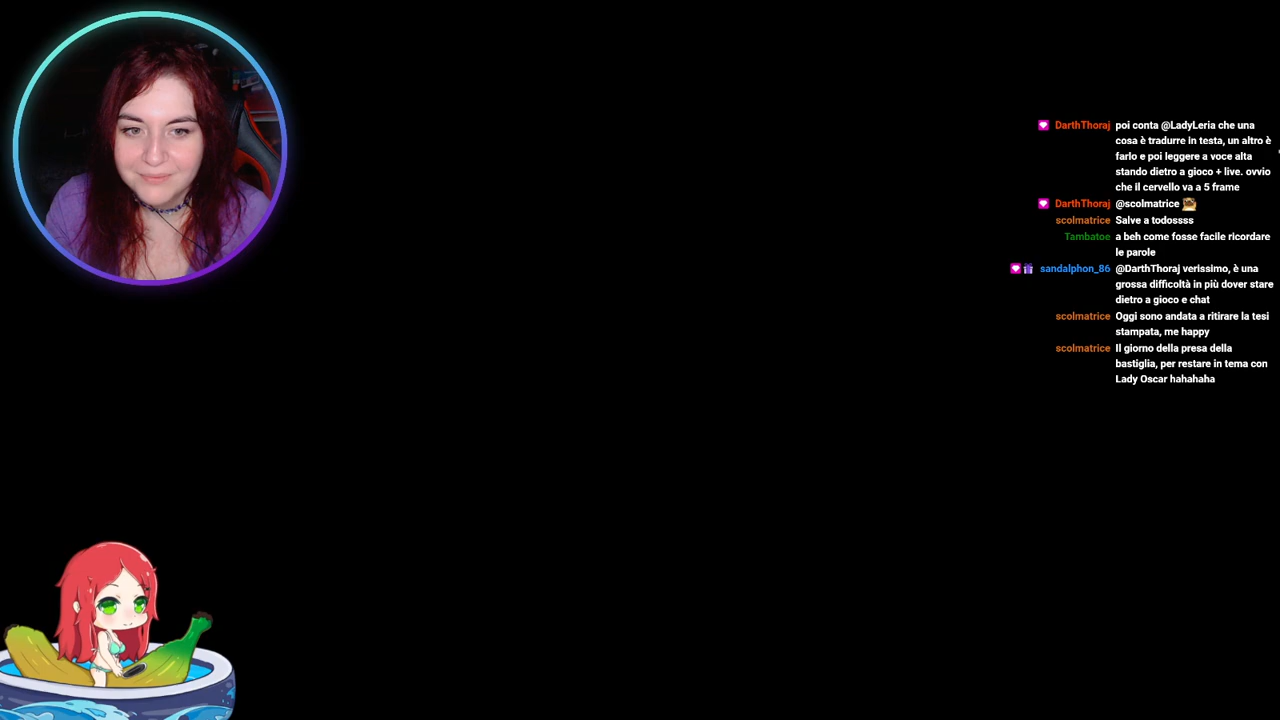 DarthThoraj poi conta @LadyLeria che una
cosa è tradurre in testa, un altro è
farlo e poi leggere a voce alta
stando dietro a gioco + live. ovvio
che il cervello va a 5 frame
DarthThoraj @scolmatrice
scolmatrice Salve a todossss
Tambatoe a beh come fosse facile ricordare
le parole
sandalphon_86 @DarthThoraj verissimo, è una
grossa difficoltà in più dover stare
dietro a gioco e chat
scolmatrice Oggi sono andata a ritirare la tesi
stampata, me happy
scolmatrice Il giorno della presa della
bastiglia, per restare in tema con
Lady Oscar hahahaha